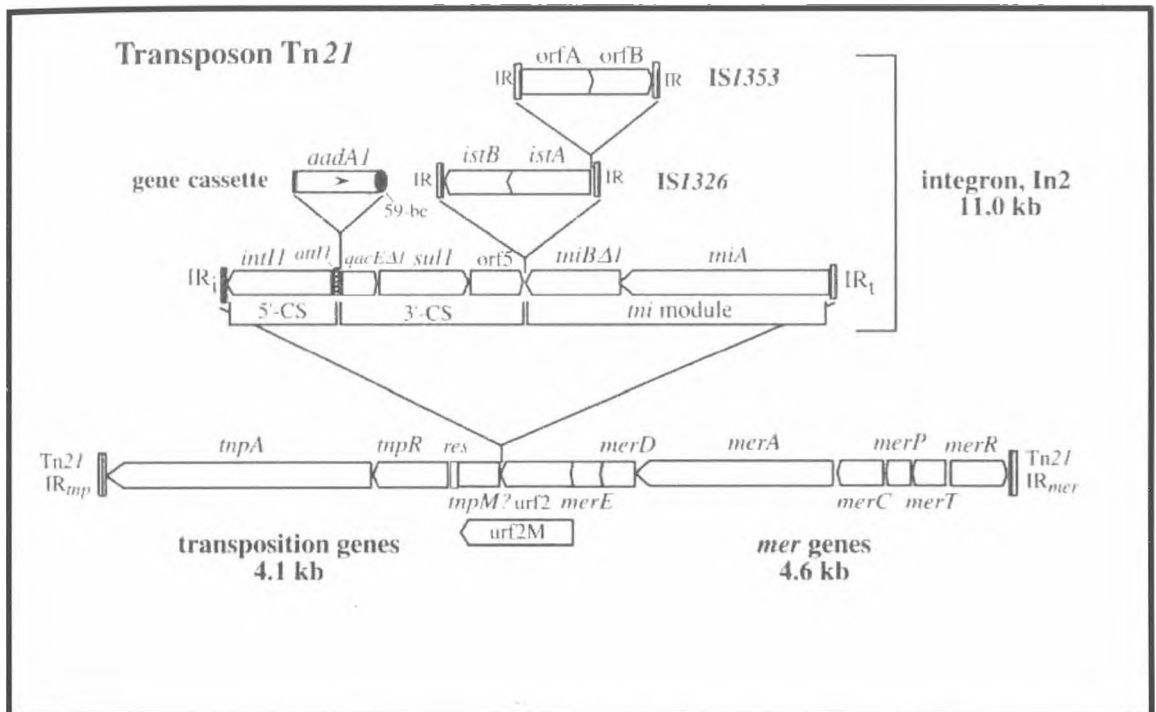 Transposon Tn21
orfA orfB
IR IR IS1353
aadA1
gene cassette
59-be
istB istA
IR IR IS1326
integron, In2
11.0 kb
intI1 attI1 qacEΔ1 sul1 orf5 tniBΔ1 tniA
IRi IRt
5'-CS 3'-CS tni module
tnpA tnpR res merD merA merP merR
Tn21 Tn21
IRtnp IRmer
tnpM? urf2 merE merC merT
urf2M
transposition genes mer genes
4.1 kb 4.6 kb